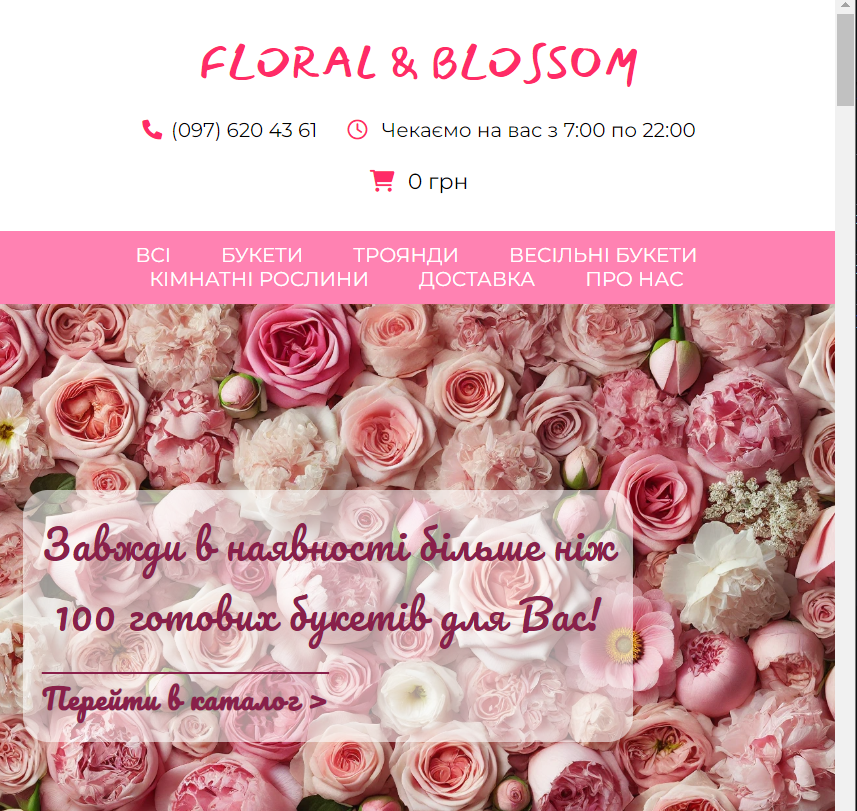 FLORAL & BLOSSOM
(097) 620 43 61 Чекаємо на вас з 7:00 по 22:00
0 грн
ВСІ БУКЕТИ ТРОЯНДИ ВЕСІЛЬНІ БУКЕТИ
КІМНАТНІ РОСЛИНИ ДОСТАВКА ПРО НАС
Завжди в наявності більше ніж
100 готових букетів для Вас!
Перейти в каталог >